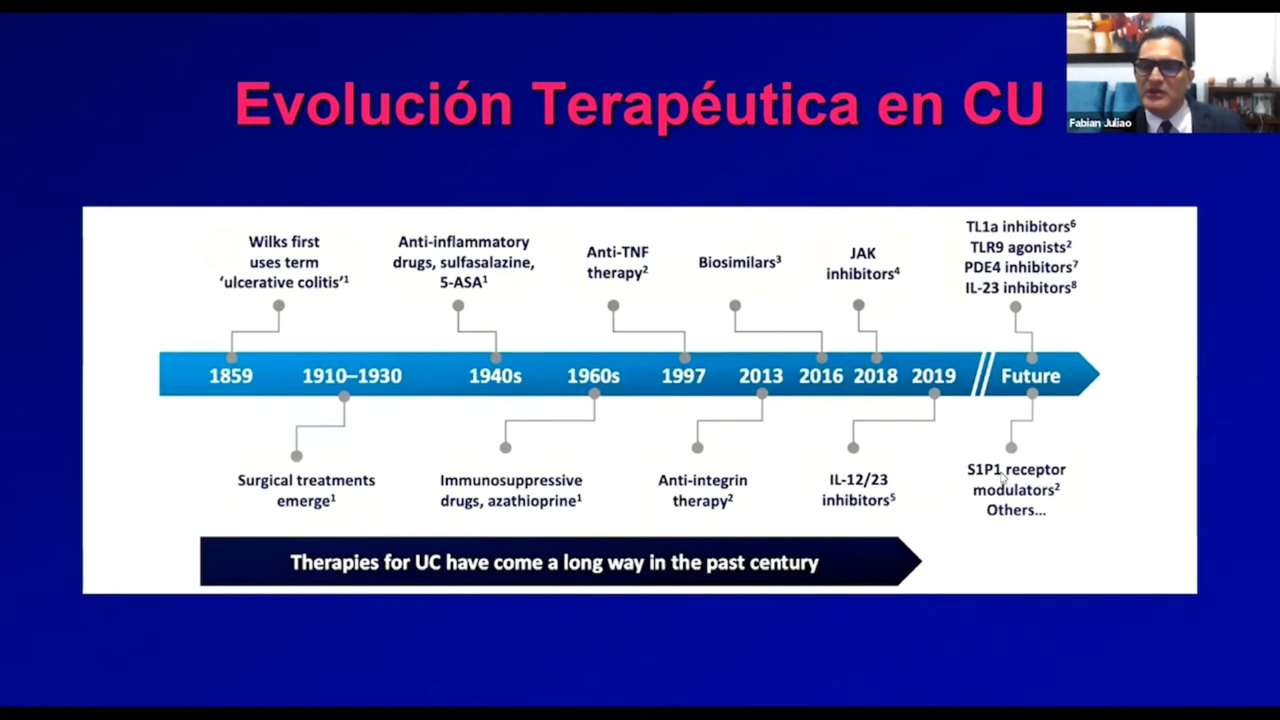 Evolución Terapéutica en CU
Fabian Juliao
Wilks first
uses term
‘ulcerative colitis’¹
Anti-inflammatory
drugs, sulfasalazine,
5-ASA¹
Anti-TNF
therapy²
Biosimilars³
JAK
inhibitors⁴
TL1a inhibitors⁶
TLR9 agonists²
PDE4 inhibitors⁷
IL-23 inhibitors⁸
1859 1910–1930 1940s 1960s 1997 2013 2016 2018 2019 Future
Surgical treatments
emerge¹
Immunosuppressive
drugs, azathioprine¹
Anti-integrin
therapy²
IL-12/23
inhibitors⁵
S1P1 receptor
modulators²
Others...
Therapies for UC have come a long way in the past century